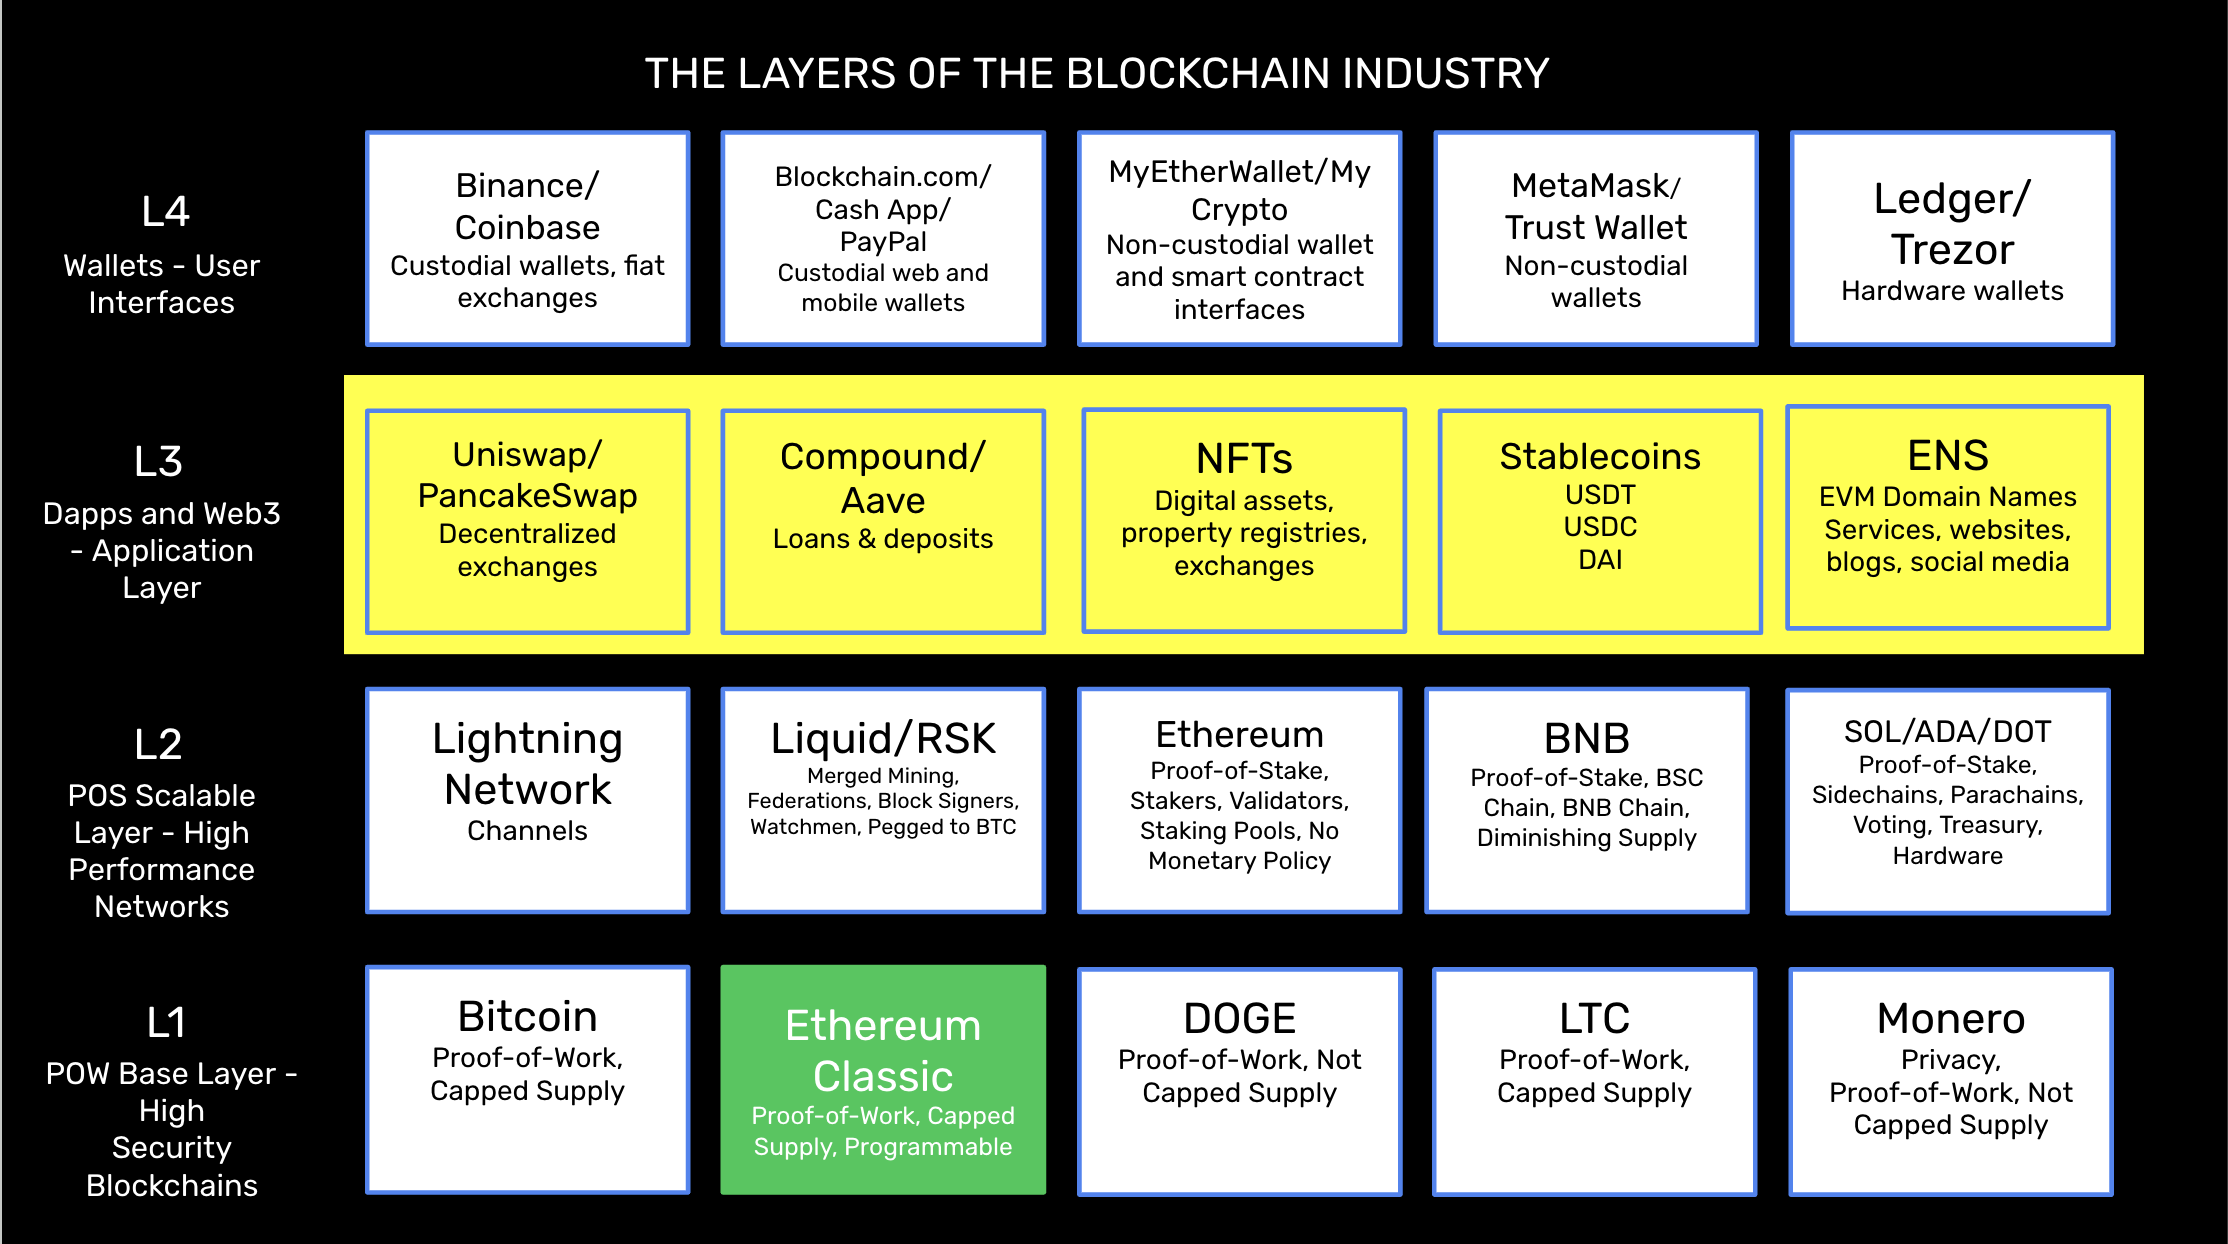 THE LAYERS OF THE BLOCKCHAIN INDUSTRY
L4
Wallets - User
Interfaces
Binance/
Coinbase
Custodial wallets, fiat
exchanges
Blockchain.com/
Cash App/
PayPal
Custodial web and
mobile wallets
MyEtherWallet/My
Crypto
Non-custodial wallet
and smart contract
interfaces
MetaMask/
Trust Wallet
Non-custodial
wallets
Ledger/
Trezor
Hardware wallets
L3
Dapps and Web3
- Application
Layer
Uniswap/
PancakeSwap
Decentralized
exchanges
Compound/
Aave
Loans & deposits
NFTs
Digital assets,
property registries,
exchanges
Stablecoins
USDT
USDC
DAI
ENS
EVM Domain Names
Services, websites,
blogs, social media
L2
POS Scalable
Layer - High
Performance
Networks
Lightning
Network
Channels
Liquid/RSK
Merged Mining,
Federations, Block Signers,
Watchmen, Pegged to BTC
Ethereum
Proof-of-Stake,
Stakers, Validators,
Staking Pools, No
Monetary Policy
BNB
Proof-of-Stake, BSC
Chain, BNB Chain,
Diminishing Supply
SOL/ADA/DOT
Proof-of-Stake,
Sidechains, Parachains,
Voting, Treasury,
Hardware
L1
POW Base Layer -
High
Security
Blockchains
Bitcoin
Proof-of-Work,
Capped Supply
Ethereum
Classic
Proof-of-Work, Capped
Supply, Programmable
DOGE
Proof-of-Work, Not
Capped Supply
LTC
Proof-of-Work,
Capped Supply
Monero
Privacy,
Proof-of-Work, Not
Capped Supply